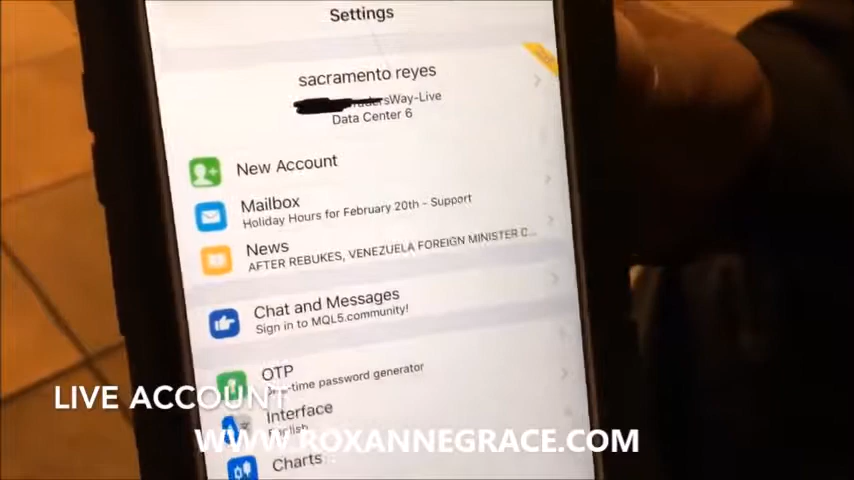 Settings
sacramento reyes
dersWay-Live
Data Center 6
New Account
Mailbox
Holiday Hours for February 20th - Support
News
AFTER REBUKES, VENEZUELA FOREIGN MINISTER C...
Chat and Messages
Sign in to MQL5.community!
OTP
One-time password generator
Interface
English
Charts
LIVE ACCOUNT
WWW.ROXANNEGRACE.COM